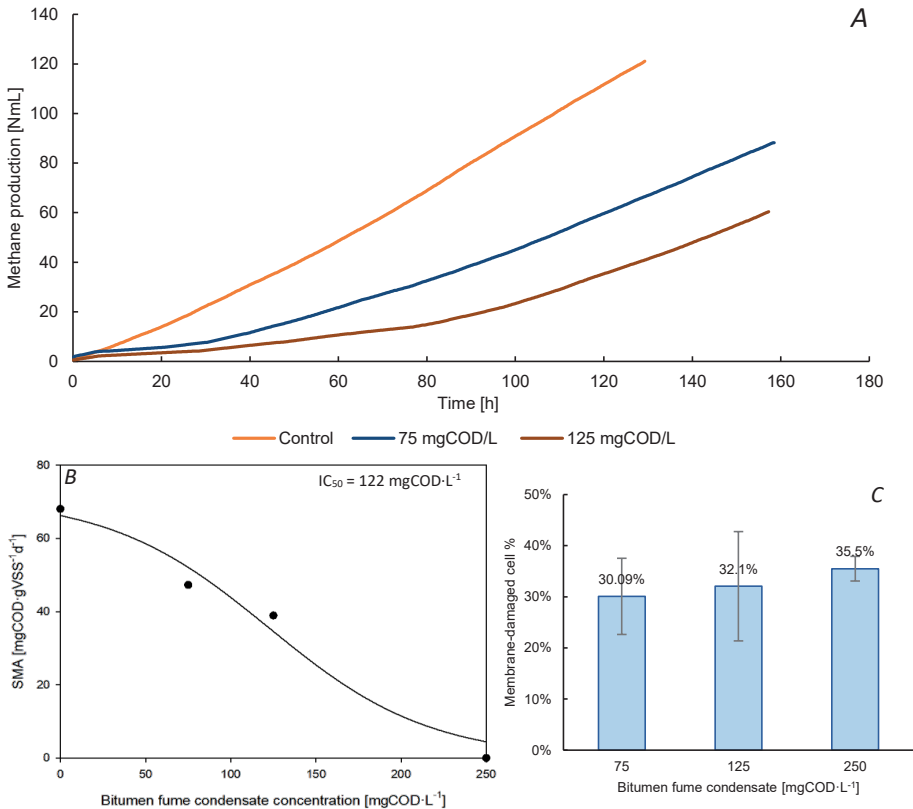 A
Methane production [NmL]
140
120
100
80
60
40
20
0
0 20 40 60 80 100 120 140 160 180
Time [h]
Control 75 mgCOD/L 125 mgCOD/L
B
IC₅₀ = 122 mgCOD·L⁻¹
SMA [mgCOD·gVSS⁻¹d⁻¹]
80
60
40
20
0
0 50 100 150 200 250
Bitumen fume condensate concentration [mgCOD·L⁻¹]
C
Membrane-damaged cell %
50%
40%
30%
20%
10%
0%
30.09%
32.1%
35.5%
75 125 250
Bitumen fume condensate [mgCOD·L⁻¹]